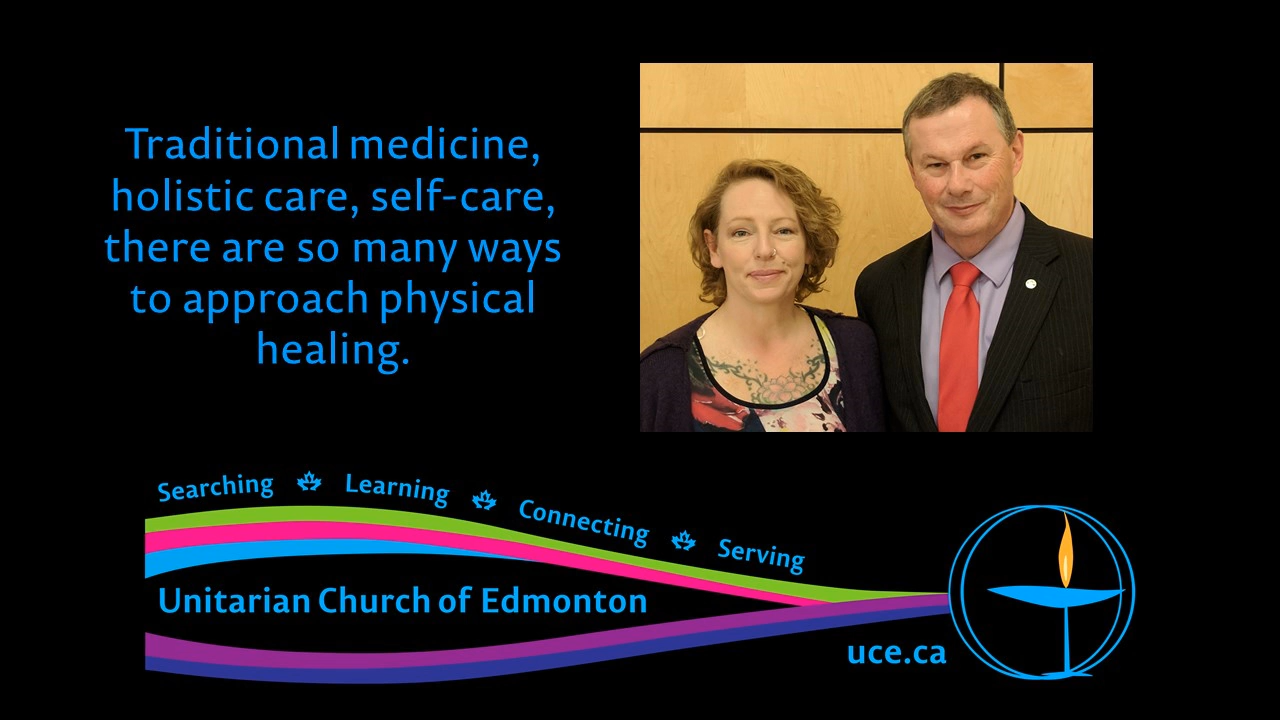 Traditional medicine,
holistic care, self-care,
there are so many ways
to approach physical
healing.
Searching Learning Connecting Serving
Unitarian Church of Edmonton
uce.ca